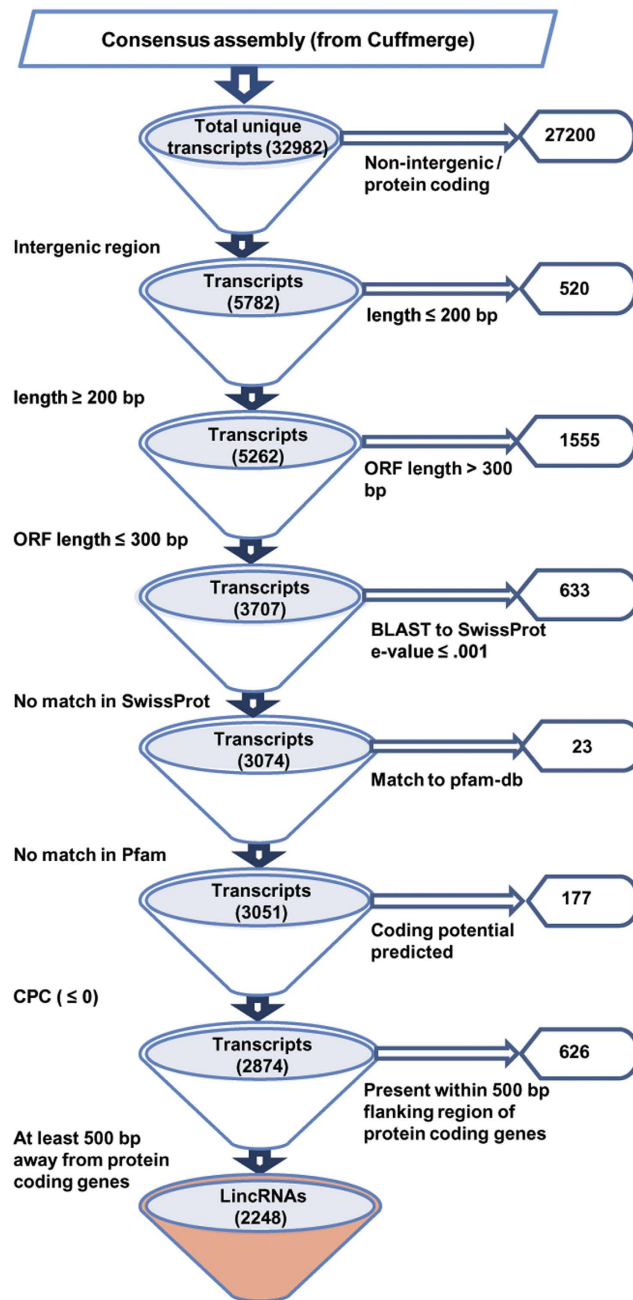 Consensus assembly (from Cuffmerge)
Total unique
transcripts (32982)
27200
Non-intergenic /
protein coding
Intergenic region
Transcripts
(5782)
520
length ≤ 200 bp
length ≥ 200 bp
Transcripts
(5262)
1555
ORF length > 300
bp
ORF length ≤ 300 bp
Transcripts
(3707)
633
BLAST to SwissProt
e-value ≤ .001
No match in SwissProt
Transcripts
(3074)
23
Match to pfam-db
No match in Pfam
Transcripts
(3051)
177
Coding potential
predicted
CPC ( ≤ 0)
Transcripts
(2874)
626
Present within 500 bp
flanking region of
protein coding genes
At least 500 bp
away from protein
coding genes
LincRNAs
(2248)